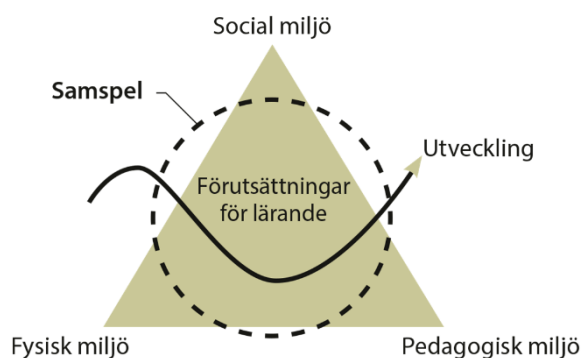 Social miljö
Samspel
Utveckling
Förutsättningar
för lärande
Fysisk miljö
Pedagogisk miljö